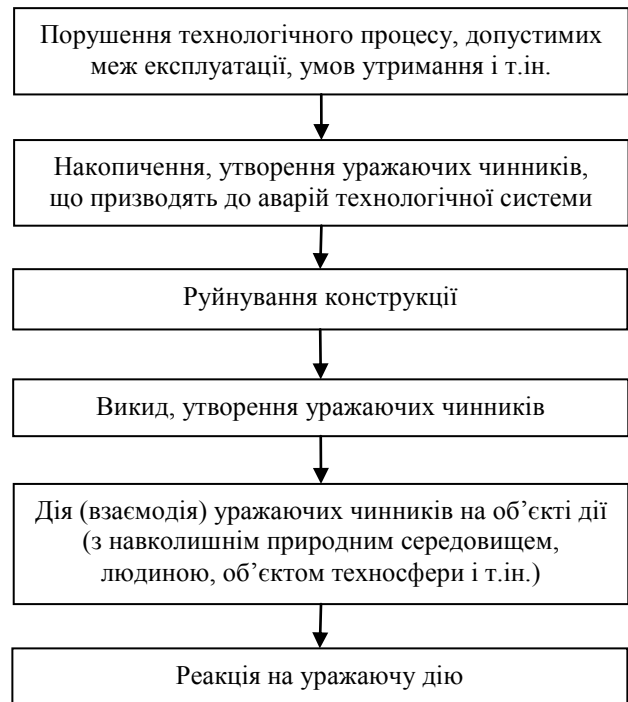 Порушення технологічного процесу, допустимих
меж експлуатації, умов утримання і т.ін.
Накопичення, утворення уражаючих чинників,
що призводять до аварій технологічної системи
Руйнування конструкції
Викид, утворення уражаючих чинників
Дія (взаємодія) уражаючих чинників на об’єкті дії
(з навколишнім природним середовищем,
людиною, об’єктом техносфери і т.ін.)
Реакція на уражаючу дію